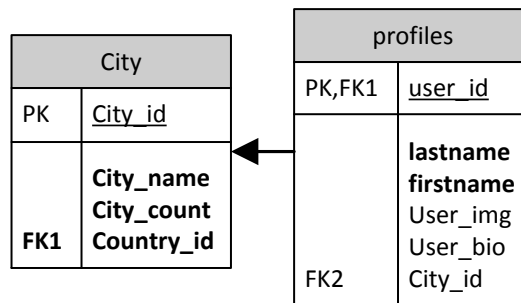 City
PK City_id
City_name
City_count
FK1 Country_id
profiles
PK,FK1 user_id
lastname
firstname
User_img
User_bio
FK2 City_id